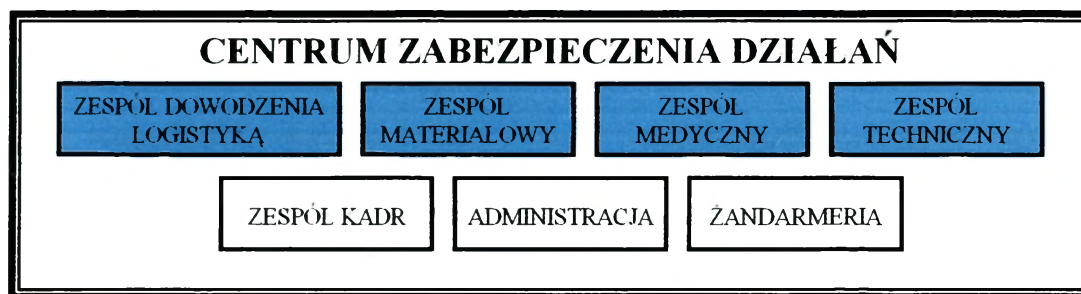 CENTRUM ZABEZPIECZENIA DZIAŁAŃ
ZESPÓŁ DOWODZENIA
LOGISTYKĄ
ZESPÓŁ
MATERIAŁOWY
ZESPÓŁ
MEDYCZNY
ZESPÓŁ
TECHNICZNY
ZESPÓŁ KADR
ADMINISTRACJA
ŻANDARMERIA